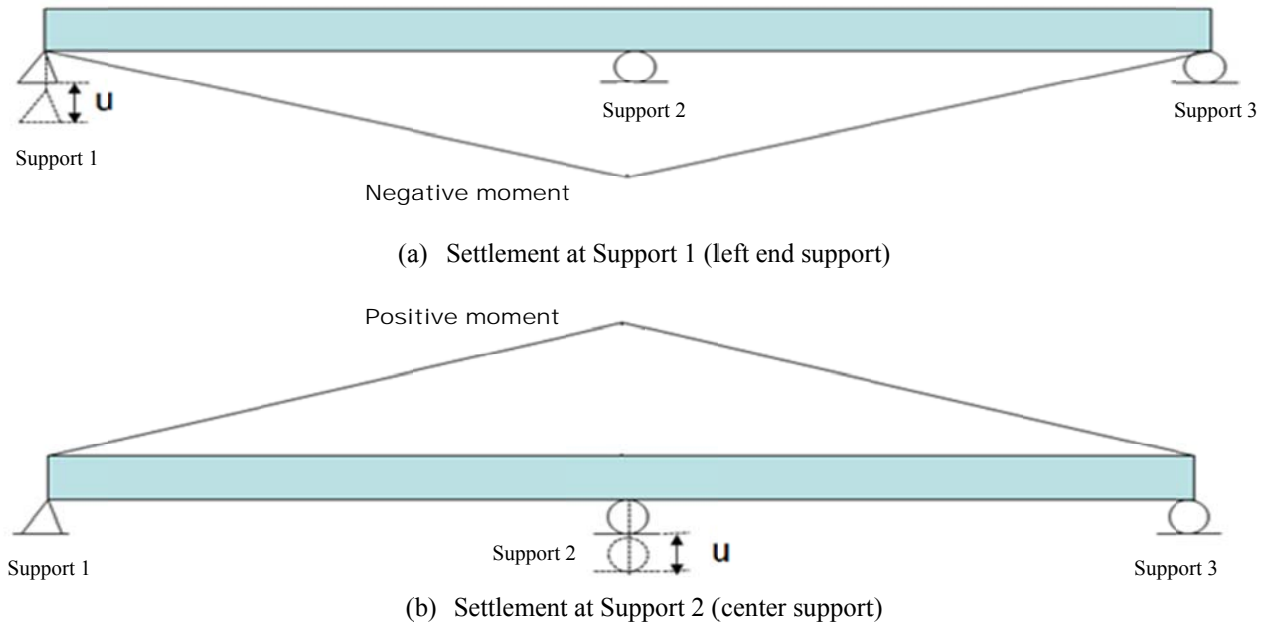 u
Support 2
Support 3
Support 1
Negative moment
(a) Settlement at Support 1 (left end support)
Positive moment
Support 2
u
Support 1
Support 3
(b) Settlement at Support 2 (center support)